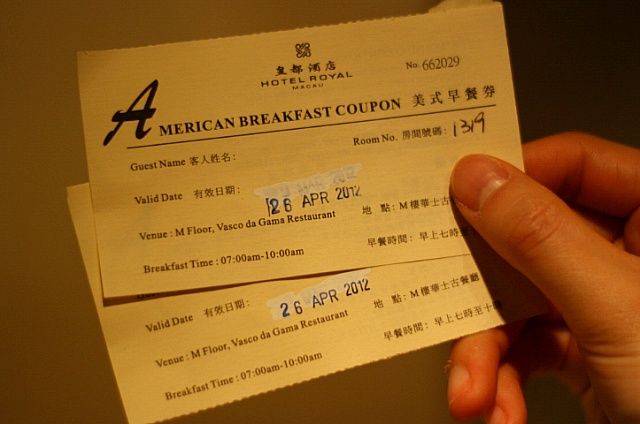 皇都酒店
HOTEL ROYAL
MACAU
No. 662029
AMERICAN BREAKFAST COUPON 美式早餐券
Guest Name 客人姓名: Room No. 房間號碼: 1319
Valid Date 有效日期: 26 APR 2012
Venue : M Floor, Vasco da Gama Restaurant 地 點: M樓華士古
Breakfast Time : 07:00am-10:00am 早餐時間: 早上七時
Valid Date 有效日期: 26 APR 2012
Venue : M Floor, Vasco da Gama Restaurant 地 點: M樓華士古餐廳
Breakfast Time : 07:00am-10:00am 早餐時間: 早上七時至十